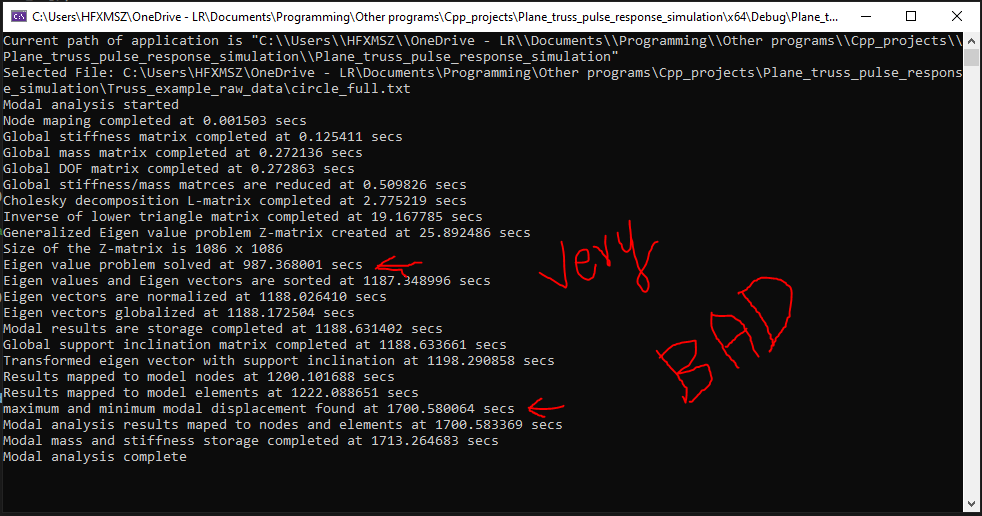 C:\Users\HFXMSZ\OneDrive - LR\Documents\Programming\Other programs\Cpp_projects\Plane_truss_pulse_response_simulation\x64\Debug\Plane_t...
Current path of application is "C:\\Users\\HFXMSZ\\OneDrive - LR\\Documents\\Programming\\Other programs\\Cpp_projects\\
Plane_truss_pulse_response_simulation\\Plane_truss_pulse_response_simulation"
Selected File: C:\Users\HFXMSZ\OneDrive - LR\Documents\Programming\Other programs\Cpp_projects\Plane_truss_pulse_respons
e_simulation\Truss_example_raw_data\circle_full.txt
Modal analysis started
Node maping completed at 0.001503 secs
Global stiffness matrix completed at 0.125411 secs
Global mass matrix completed at 0.272136 secs
Global DOF matrix completed at 0.272863 secs
Global stiffness/mass matrces are reduced at 0.509826 secs
Cholesky decomposition L-matrix completed at 2.775219 secs
Inverse of lower triangle matrix completed at 19.167785 secs
Generalized Eigen value problem Z-matrix created at 25.892486 secs
Size of the Z-matrix is 1086 x 1086
Eigen value problem solved at 987.368001 secs
Eigen values and Eigen vectors are sorted at 1187.348996 secs
Eigen vectors are normalized at 1188.026410 secs
Eigen vectors globalized at 1188.172504 secs
Modal results are storage completed at 1188.631402 secs
Global support inclination matrix completed at 1188.633661 secs
Transformed eigen vector with support inclination at 1198.290858 secs
Results mapped to model nodes at 1200.101688 secs
Results mapped to model elements at 1222.088651 secs
maximum and minimum modal displacement found at 1700.580064 secs
Modal analysis results maped to nodes and elements at 1700.583369 secs
Modal mass and stiffness storage completed at 1713.264683 secs
Modal analysis complete
Very
BAD